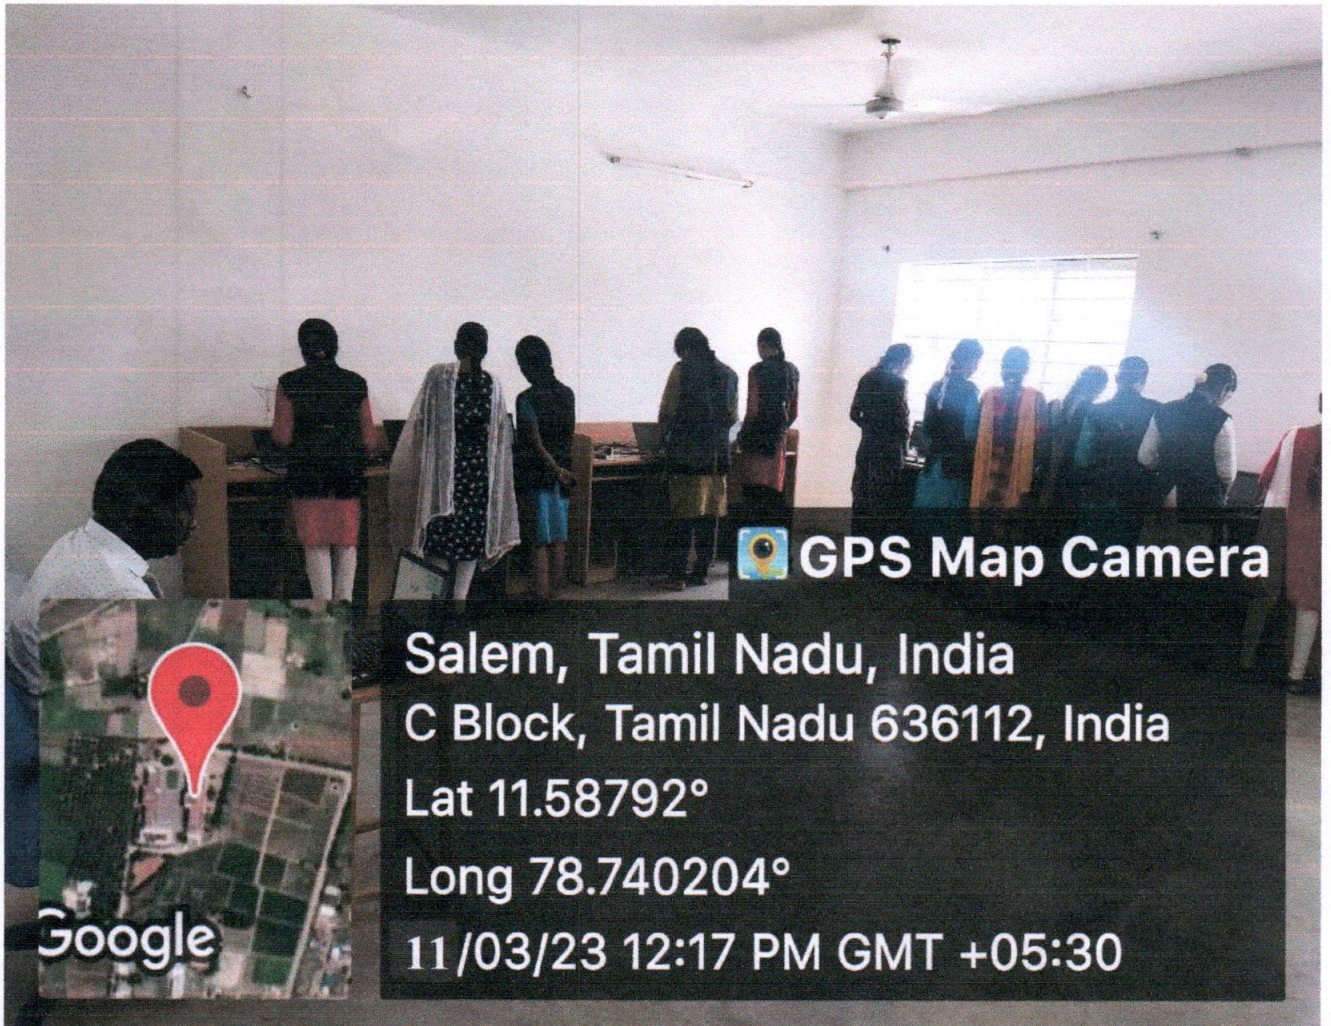 GPS Map Camera
Salem, Tamil Nadu, India
C Block, Tamil Nadu 636112, India
Lat 11.58792°
Long 78.740204°
11/03/23 12:17 PM GMT +05:30
Google